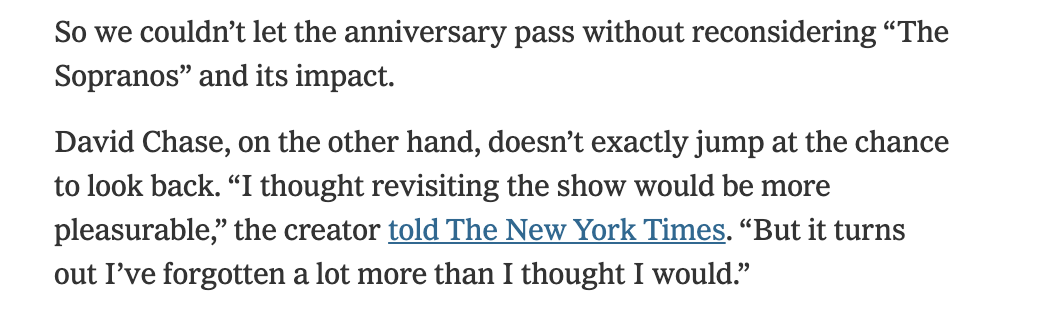 So we couldn’t let the anniversary pass without reconsidering “The
Sopranos” and its impact.
David Chase, on the other hand, doesn’t exactly jump at the chance
to look back. “I thought revisiting the show would be more
pleasurable,” the creator told The New York Times. “But it turns
out I’ve forgotten a lot more than I thought I would.”